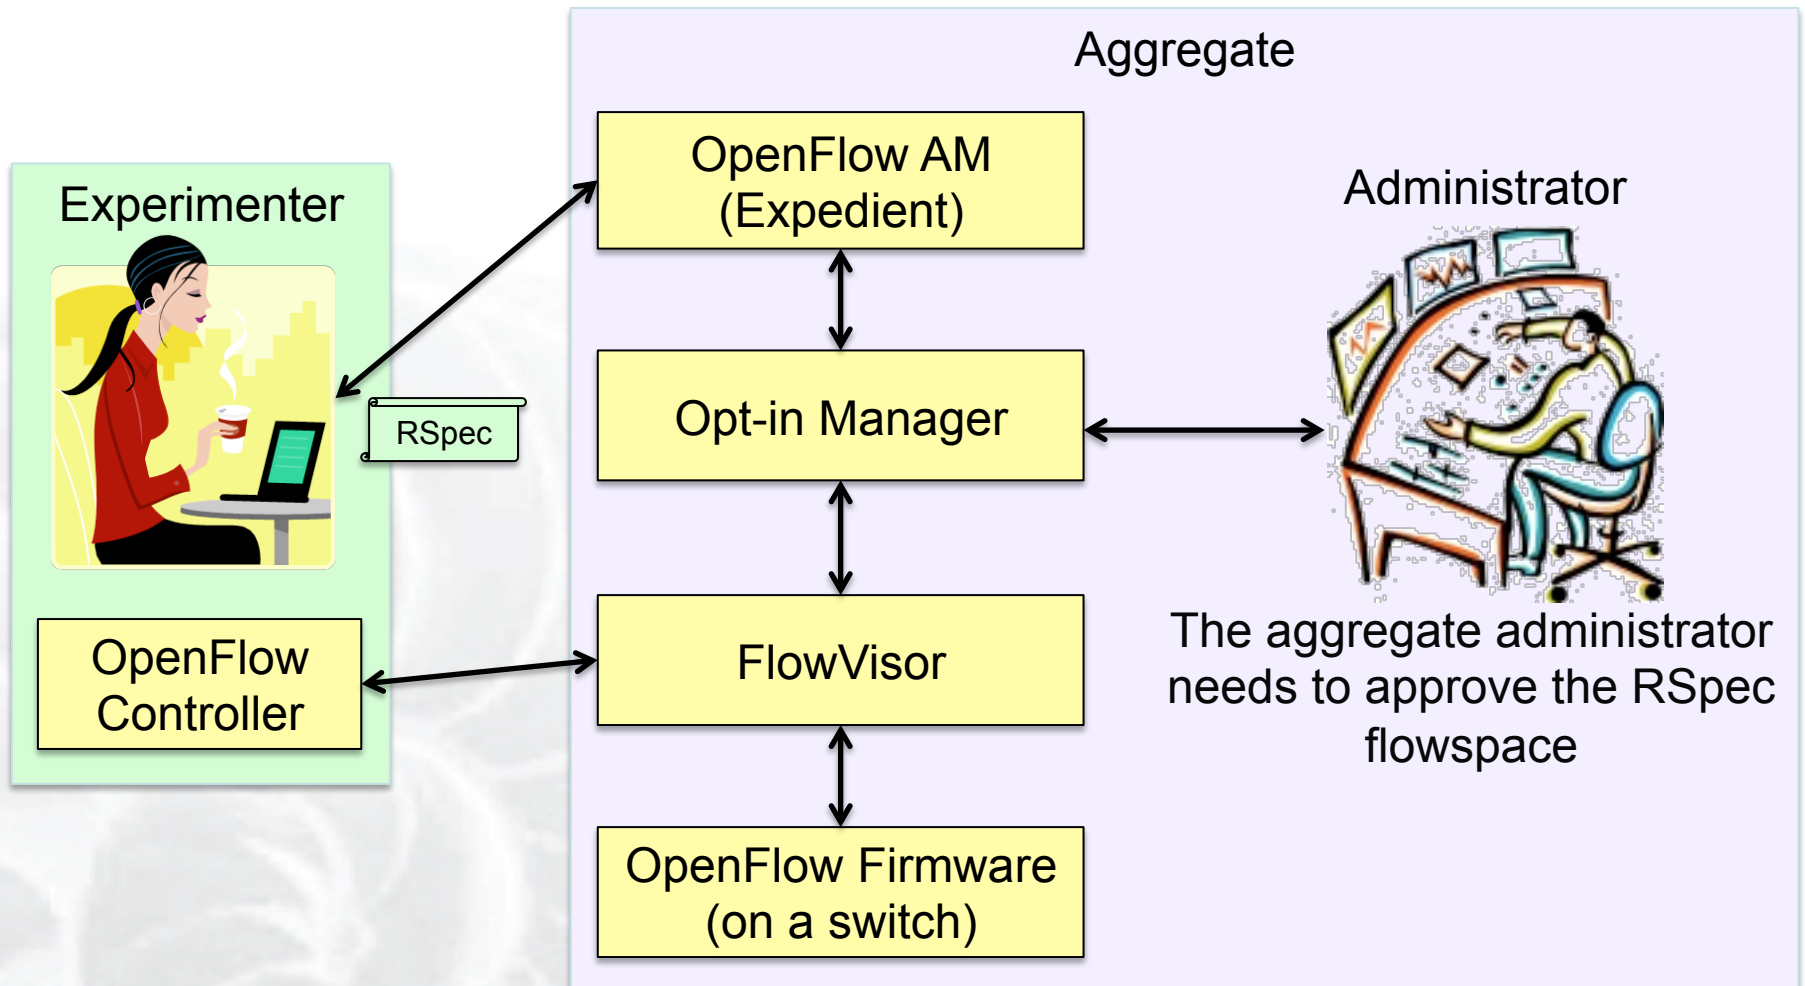 Aggregate
Experimenter
RSpec
OpenFlow
Controller
OpenFlow AM
(Expedient)
Opt-in Manager
FlowVisor
OpenFlow Firmware
(on a switch)
Administrator
The aggregate administrator
needs to approve the RSpec
flowspace